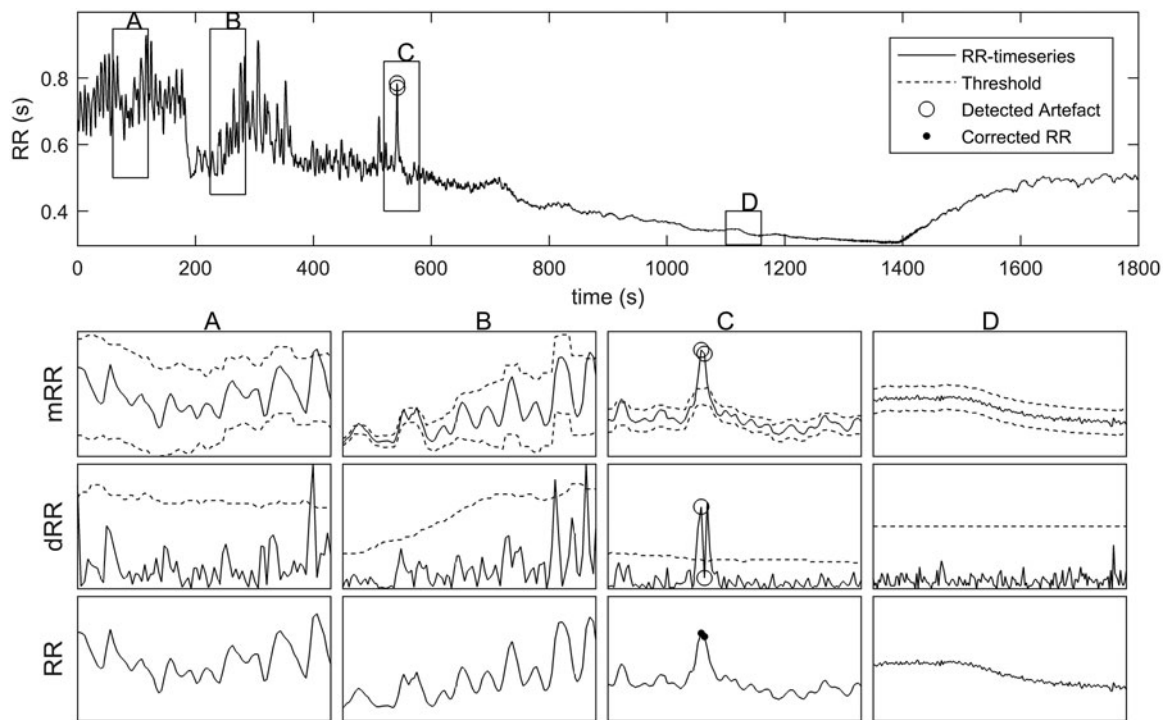 A
B
C
D
RR (s)
0.8
0.6
0.4
RR-timeseries
Threshold
Detected Artefact
Corrected RR
0 200 400 600 800 1000 1200 1400 1600 1800
time (s)
A B C D
mRR
dRR
RR